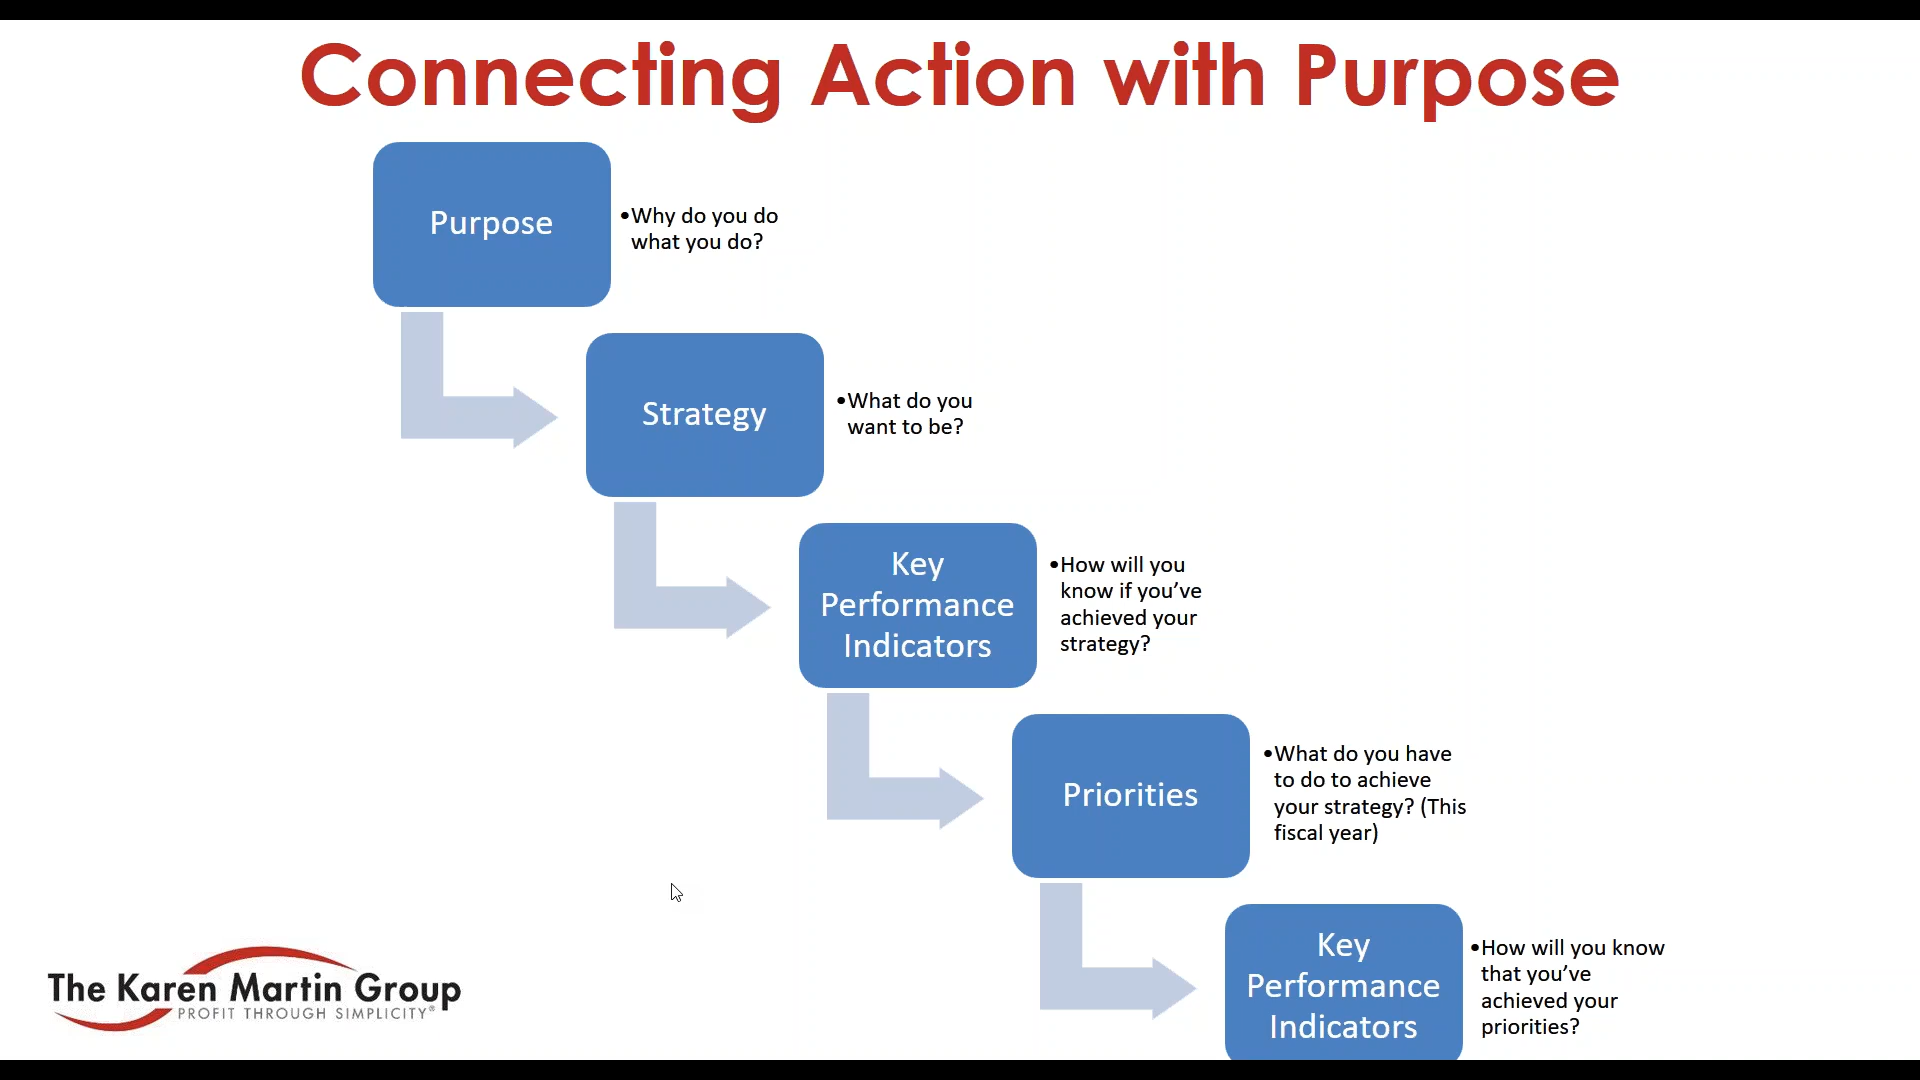 Connecting Action with Purpose
Purpose
•Why do you do
what you do?
Strategy
•What do you
want to be?
Key
Performance
Indicators
•How will you
know if you’ve
achieved your
strategy?
Priorities
•What do you have
to do to achieve
your strategy? (This
fiscal year)
Key
Performance
Indicators
•How will you know
that you’ve
achieved your
priorities?
The Karen Martin Group
PROFIT THROUGH SIMPLICITY®